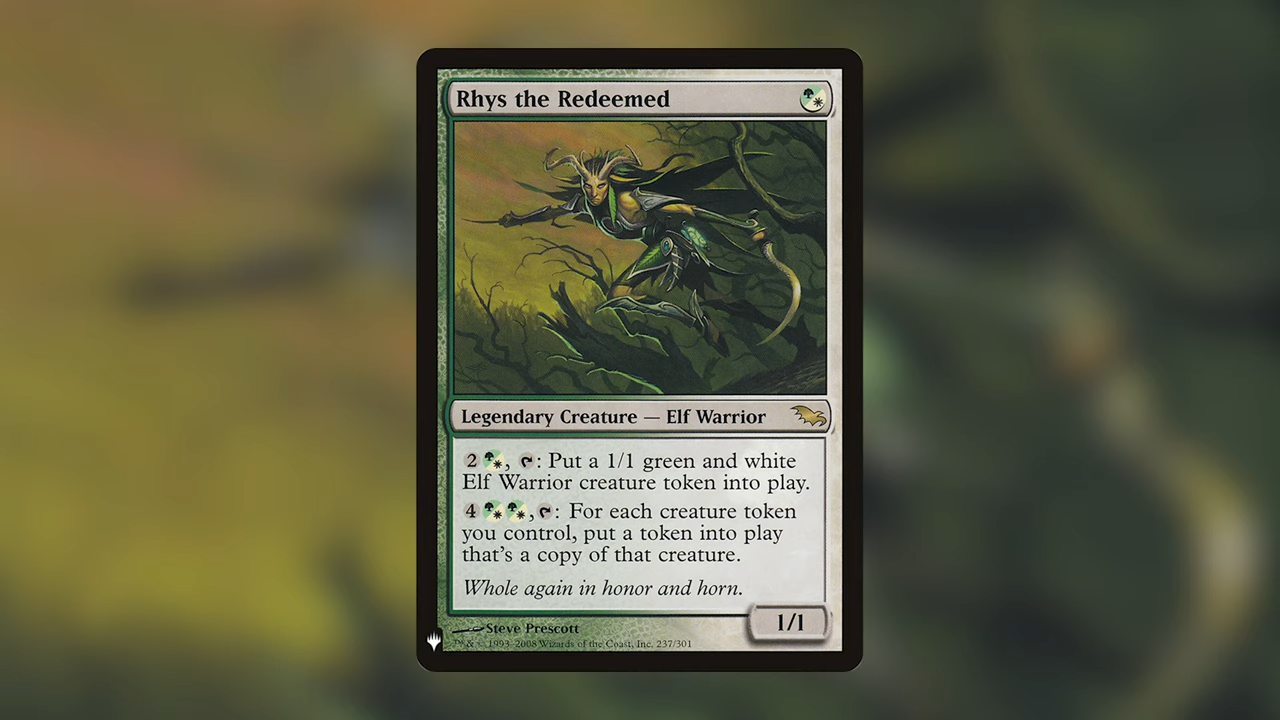 Rhys the Redeemed
Legendary Creature — Elf Warrior
2 , : Put a 1/1 green and white
Elf Warrior creature token into play.
4 , : For each creature token
you control, put a token into play
that's a copy of that creature.
Whole again in honor and horn.
1/1
Steve Prescott
™ & © 1993–2008 Wizards of the Coast, Inc. 237/301